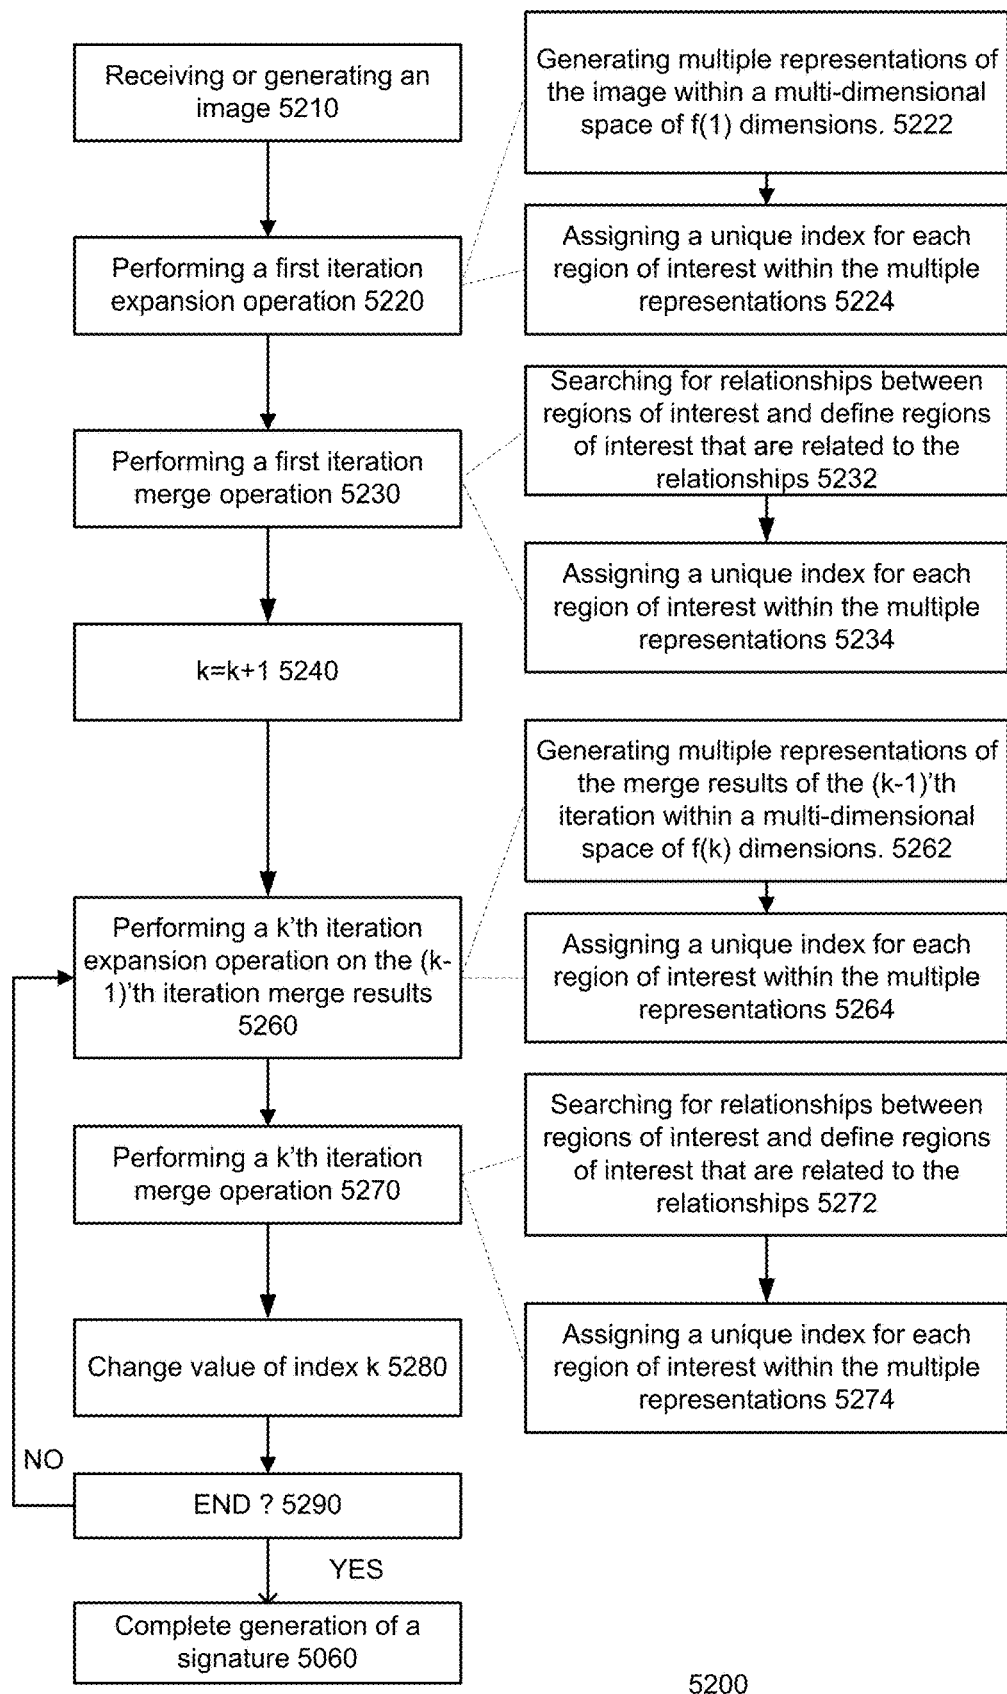 Receiving or generating an
image 5210
Generating multiple representations of
the image within a multi-dimensional
space of f(1) dimensions. 5222
Performing a first iteration
expansion operation 5220
Assigning a unique index for each
region of interest within the multiple
representations 5224
Performing a first iteration
merge operation 5230
Searching for relationships between
regions of interest and define regions
of interest that are related to the
relationships 5232
Assigning a unique index for each
region of interest within the multiple
representations 5234
k=k+1 5240
Generating multiple representations of
the merge results of the (k-1)'th
iteration within a multi-dimensional
space of f(k) dimensions. 5262
Performing a k'th iteration
expansion operation on the (k-
1)'th iteration merge results
5260
Assigning a unique index for each
region of interest within the multiple
representations 5264
Performing a k'th iteration
merge operation 5270
Searching for relationships between
regions of interest and define regions
of interest that are related to the
relationships 5272
Change value of index k 5280
Assigning a unique index for each
region of interest within the multiple
representations 5274
NO
END ? 5290
YES
Complete generation of a
signature 5060
5200